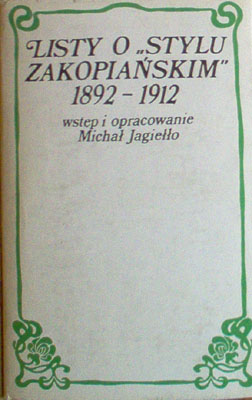 LISTY O „STYLU
ZAKOPIAŃSKIM"
1892 – 1912
wstęp i opracowanie
Michał Jagiełło